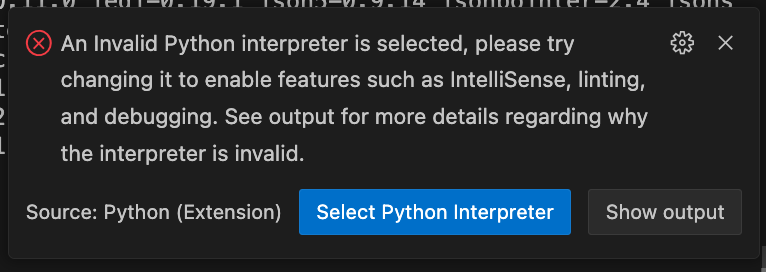 An Invalid Python interpreter is selected, please try
changing it to enable features such as IntelliSense, linting,
and debugging. See output for more details regarding why
the interpreter is invalid.
Source: Python (Extension) Select Python Interpreter Show output